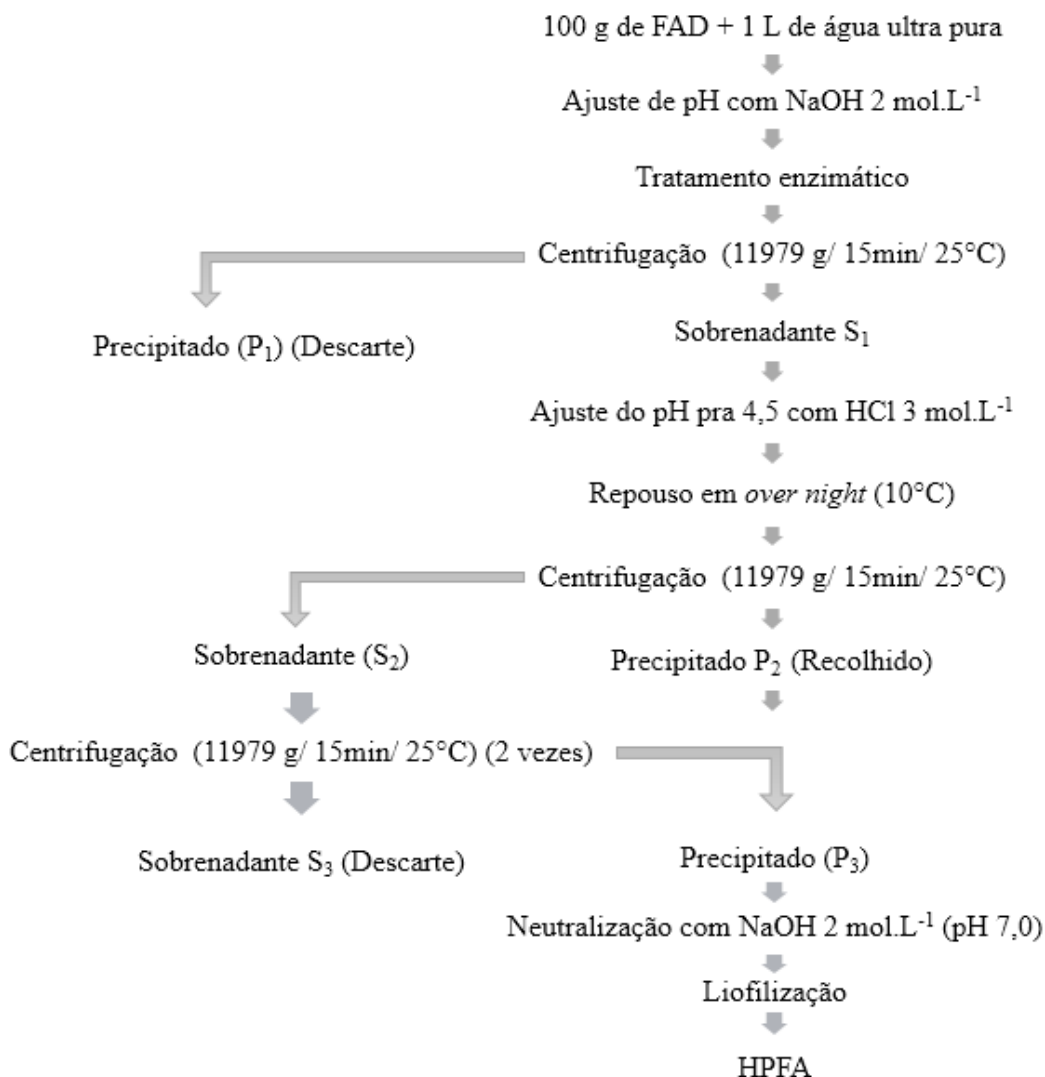 100 g de FAD + 1 L de água ultra pura
Ajuste de pH com NaOH 2 mol.L⁻¹
Tratamento enzimático
Centrifugação (11979 g/ 15min/ 25°C)
Precipitado (P₁) (Descarte)
Sobrenadante S₁
Ajuste do pH pra 4,5 com HCl 3 mol.L⁻¹
Repouso em over night (10°C)
Centrifugação (11979 g/ 15min/ 25°C)
Sobrenadante (S₂)
Precipitado P₂ (Recolhido)
Centrifugação (11979 g/ 15min/ 25°C) (2 vezes)
Sobrenadante S₃ (Descarte)
Precipitado (P₃)
Neutralização com NaOH 2 mol.L⁻¹ (pH 7,0)
Liofilização
HPFA